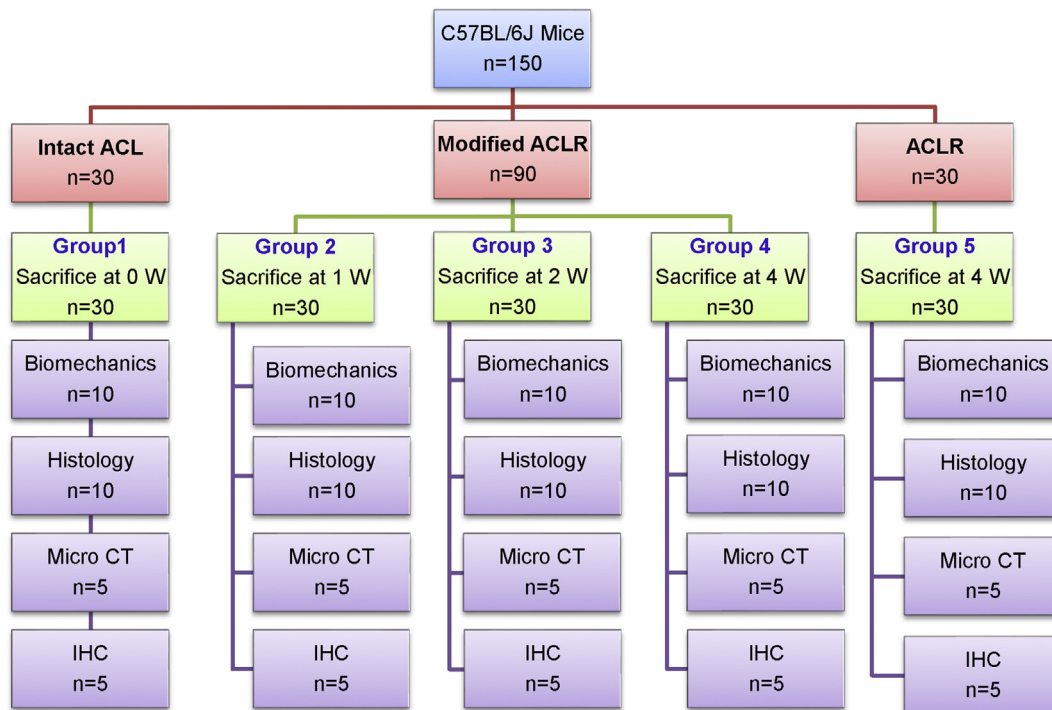 C57BL/6J Mice
n=150
Intact ACL
n=30
Modified ACLR
n=90
ACLR
n=30
Group1
Sacrifice at 0 W
n=30
Group 2
Sacrifice at 1 W
n=30
Group 3
Sacrifice at 2 W
n=30
Group 4
Sacrifice at 4 W
n=30
Group 5
Sacrifice at 4 W
n=30
Biomechanics
n=10
Histology
n=10
Micro CT
n=5
IHC
n=5
Biomechanics
n=10
Histology
n=10
Micro CT
n=5
IHC
n=5
Biomechanics
n=10
Histology
n=10
Micro CT
n=5
IHC
n=5
Biomechanics
n=10
Histology
n=10
Micro CT
n=5
IHC
n=5
Biomechanics
n=10
Histology
n=10
Micro CT
n=5
IHC
n=5